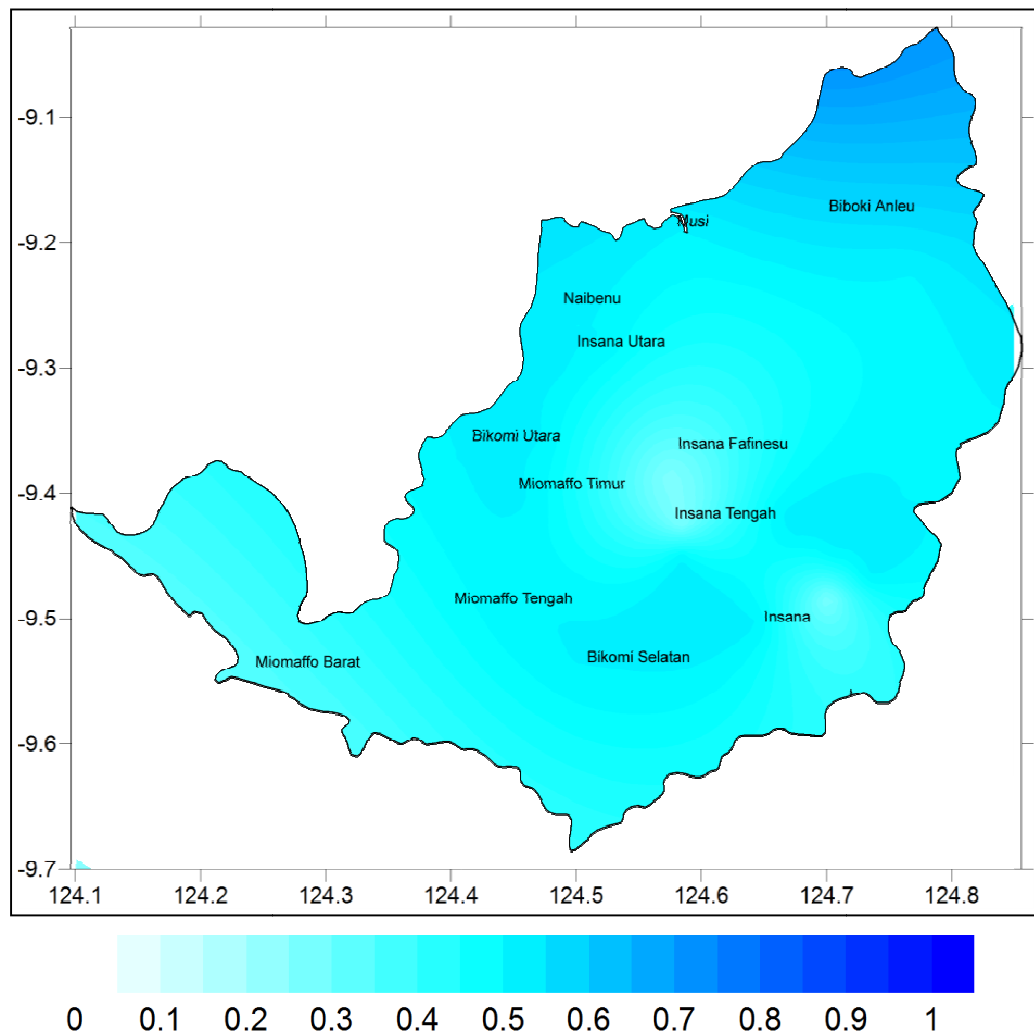 -9.1
Biboki Anleu
-9.2
Musi
Naibenu
Insana Utara
-9.3
Bikomi Utara
Insana Fafinesu
-9.4
Miomaffo Timur
Insana Tengah
-9.5
Miomaffo Tengah
Insana
Miomaffo Barat
Bikomi Selatan
-9.6
-9.7
124.1 124.2 124.3 124.4 124.5 124.6 124.7 124.8
0 0.1 0.2 0.3 0.4 0.5 0.6 0.7 0.8 0.9 1